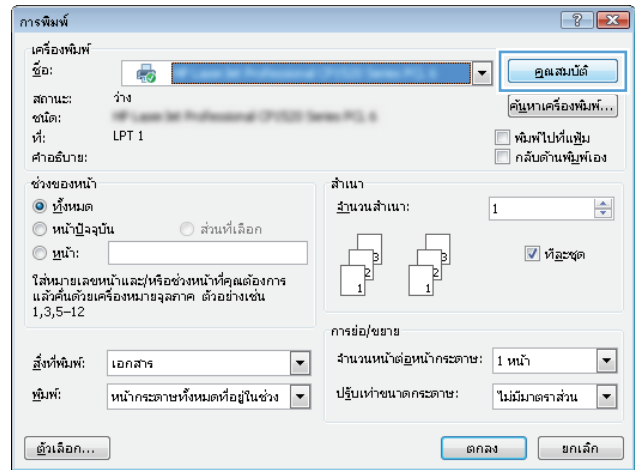 การพิมพ์
เครื่องพิมพ์
ชื่อ:
คุณสมบัติ
สถานะ: ว่าง
ค้นหาเครื่องพิมพ์...
ชนิด:
ที่: LPT 1
พิมพ์ไปที่แฟ้ม
คำอธิบาย:
กลับด้านพิมพ์เอง
ช่วงของหน้า
สำเนา
ทั้งหมด
จำนวนสำเนา: 1
หน้าปัจจุบัน ส่วนที่เลือก
หน้า:
ทีละชุด
ใส่หมายเลขหน้าและ/หรือช่วงหน้าที่คุณต้องการ
แล้วคั่นด้วยเครื่องหมายจุลภาค ตัวอย่างเช่น
1,3,5–12
3 3
2 2
1 1
การย่อ/ขยาย
สิ่งที่พิมพ์: เอกสาร
จำนวนหน้าต่อหน้ากระดาษ: 1 หน้า
พิมพ์: หน้ากระดาษทั้งหมดที่อยู่ในช่วง
ปรับเท่าขนาดกระดาษ: ไม่มีมาตราส่วน
ตัวเลือก...
ตกลง ยกเลิก